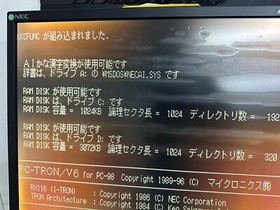 NEC
KKCFUNC が組み込まれました。
AIかな漢字変換が使用可能です
辞書は、ドライブ A: の ¥MSDOS¥NECAI.SYS です
RAM DISK が使用可能です
RAM DISK は、ドライブ C: です
RAM DISK 容量 = 1024KB 論理セクタ長 = 1024 ディレクトリ数 = 192
RAM DISK が使用可能です
RAM DISK は、ドライブ D: です
RAM DISK 容量 = 3072KB 論理セクタ長 = 1024 ディレクトリ数 = 320
PC-TRON/V6 for PC-98 Copyright 1989-96 (C) マイクロニクス㈱
RX116 (I-TRON) : Copyright 1986 (C) NEC Corporation
TRON Architecture : Copyright 1984 (C) Ken